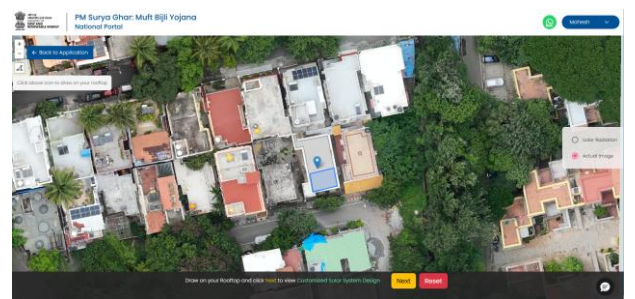 PM Surya Ghar: Muft Bijli Yojana
National Portal
Mahesh
+
-
← Back to Application
Click above icon to draw on your rooftop
Solar Radiation
Actual Image
Draw on your Rooftop and click Next to view Customized Solar System Design
Next
Reset